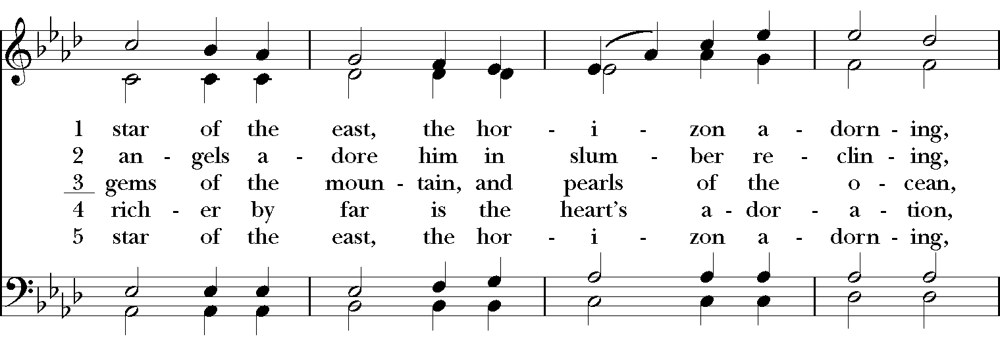 1 star of the east, the hor - i - zon a - dorn - ing,
2 an - gels a - dore him in slum - ber re - clin - ing,
3 gems of the moun - tain, and pearls of the o - cean,
4 rich - er by far is the heart's a - dor - a - tion,
5 star of the east, the hor - i - zon a - dorn - ing,